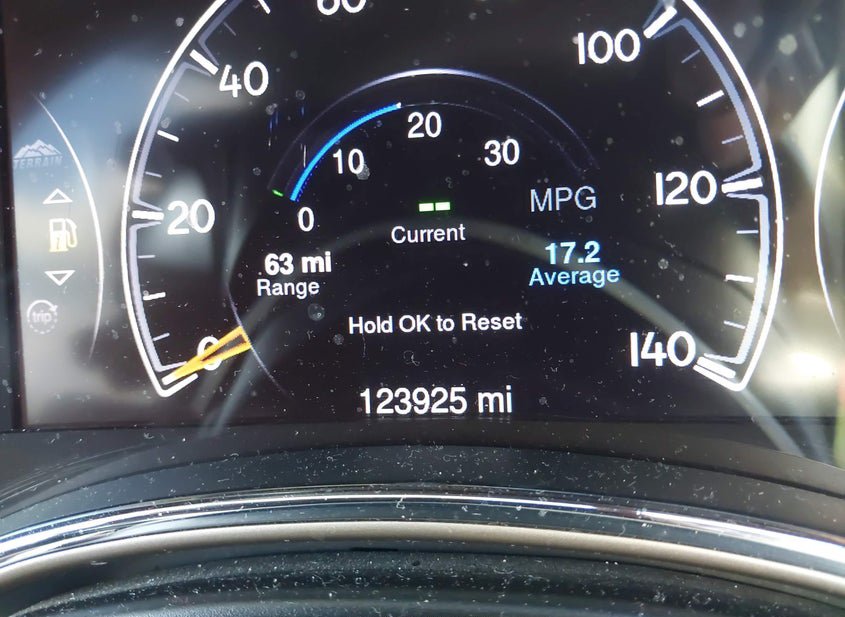 60
40
100
20
10
30
TERRAIN
0
MPG
120
20
--
Current
63 mi
Range
17.2
Average
trip
Hold OK to Reset
0
140
123925 mi